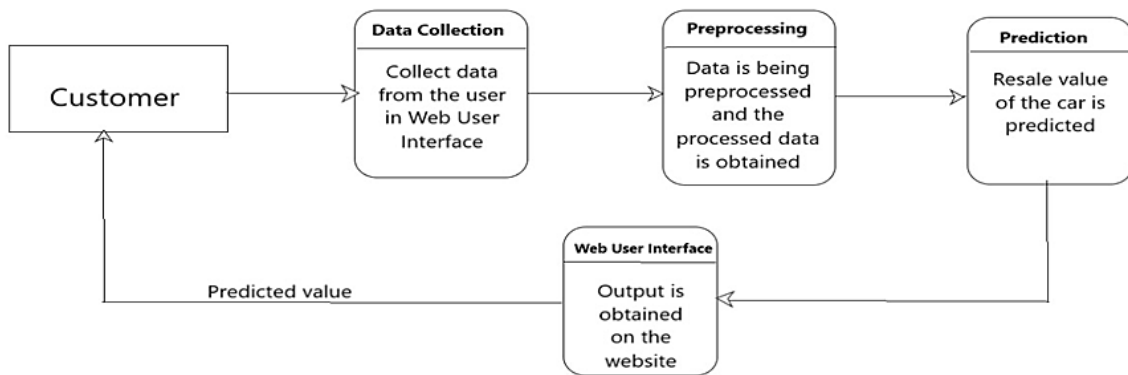 Customer
Data Collection
Collect data
from the user
in Web User
Interface
Preprocessing
Data is being
preprocessed
and the
processed data
is obtained
Prediction
Resale value
of the car is
predicted
Web User Interface
Output is
obtained
on the
website
Predicted value